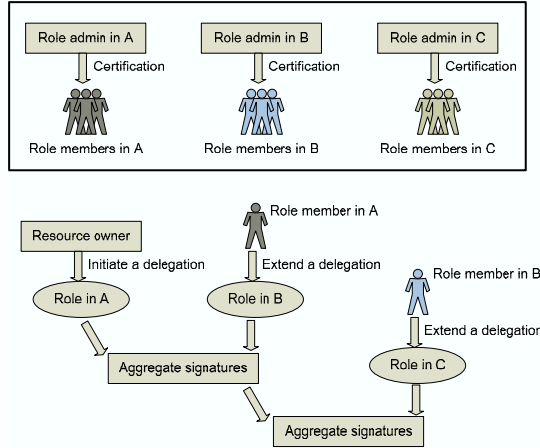 Role admin in A
Role admin in B
Role admin in C
Certification
Certification
Certification
Role members in A
Role members in B
Role members in C
Role member in A
Resource owner
Initiate a delegation
Extend a delegation
Role member in B
Role in A
Role in B
Extend a delegation
Aggregate signatures
Role in C
Aggregate signatures